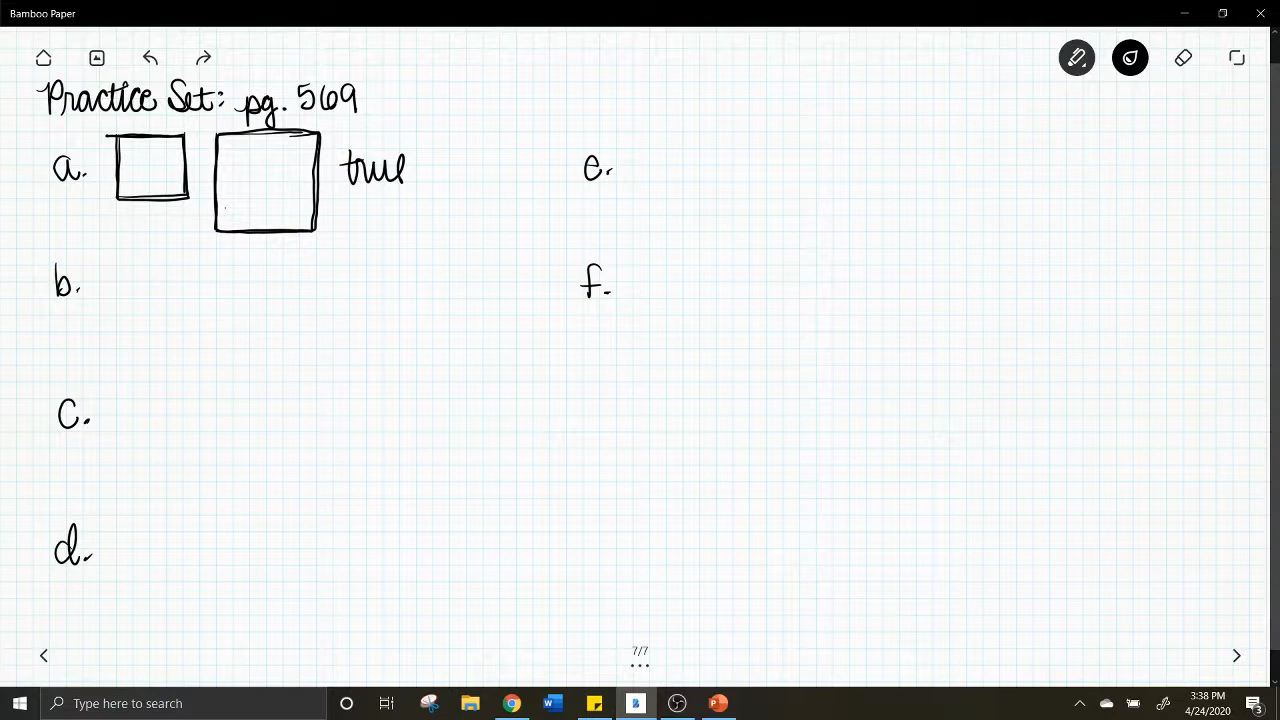 Bamboo Paper
Practice Set: pg. 569
a. true
b.
c.
d.
e.
f.
7/7
Type here to search
3:38 PM
4/24/2020
3